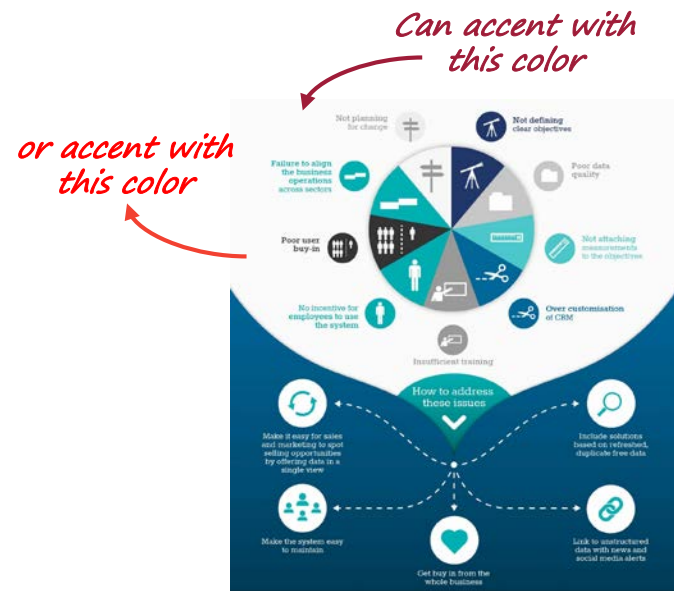 Can accent with
this color
or accent with
this color
Not planning
for change
Not defining
clear objectives
Failure to align
the business
operations
across sectors
Poor data
quality
Poor user
buy-in
Not attaching
measurements
to the objectives
No incentive for
employees to use
the system
Over customisation
of CRM
Insufficient training
How to address
these issues
Make it easy for sales
and marketing to spot
selling opportunities
by offering data in a
single view
Include solutions
based on refreshed,
duplicate free data
Make the system easy
to maintain
Link to unstructured
data with news and
social media alerts
Get buy in from the
whole business